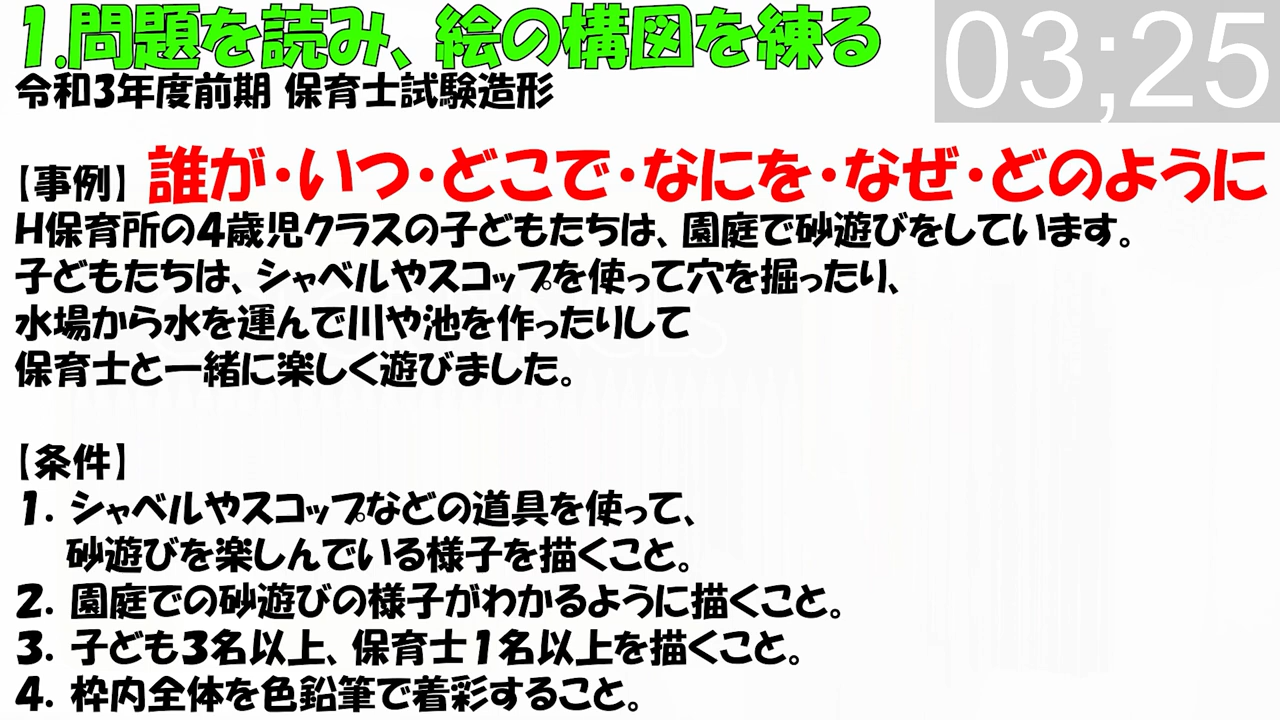 1.問題を読み、絵の構図を練る
03;25
令和3年度前期 保育士試験造形
【事例】 誰が・いつ・どこで・なにを・なぜ・どのように
H保育所の4歳児クラスの子どもたちは、園庭で砂遊びをしています。
子どもたちは、シャベルやスコップを使って穴を掘ったり、
水場から水を運んで川や池を作ったりして
保育士と一緒に楽しく遊びました。
【条件】
1. シャベルやスコップなどの道具を使って、
砂遊びを楽しんでいる様子を描くこと。
2. 園庭での砂遊びの様子がわかるように描くこと。
3. 子ども3名以上、保育士1名以上を描くこと。
4. 枠内全体を色鉛筆で着彩すること。